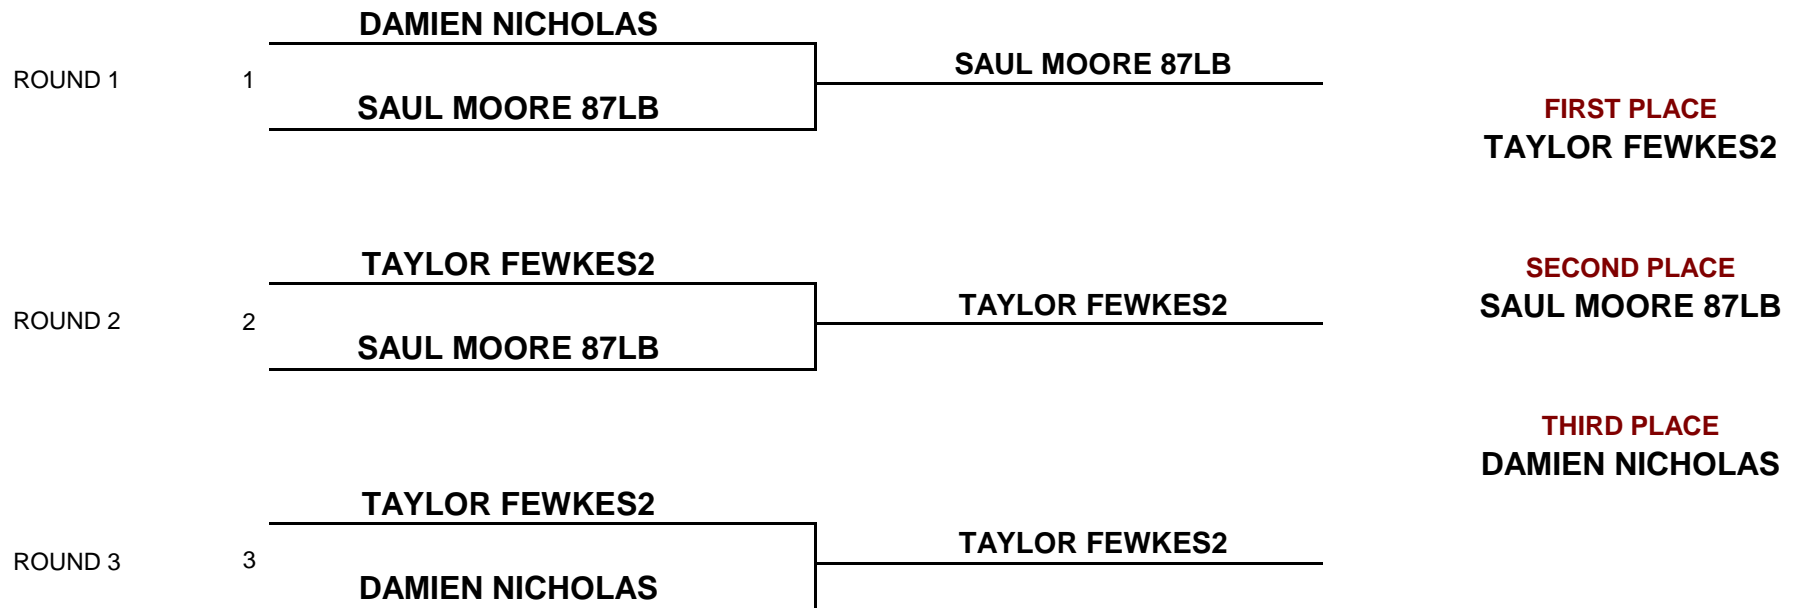 DAMIEN NICHOLAS
ROUND 1
1
SAUL MOORE 87LB
SAUL MOORE 87LB
FIRST PLACE
TAYLOR FEWKES2
TAYLOR FEWKES2
ROUND 2
2
TAYLOR FEWKES2
SAUL MOORE 87LB
SECOND PLACE
SAUL MOORE 87LB
THIRD PLACE
DAMIEN NICHOLAS
TAYLOR FEWKES2
ROUND 3
3
TAYLOR FEWKES2
DAMIEN NICHOLAS